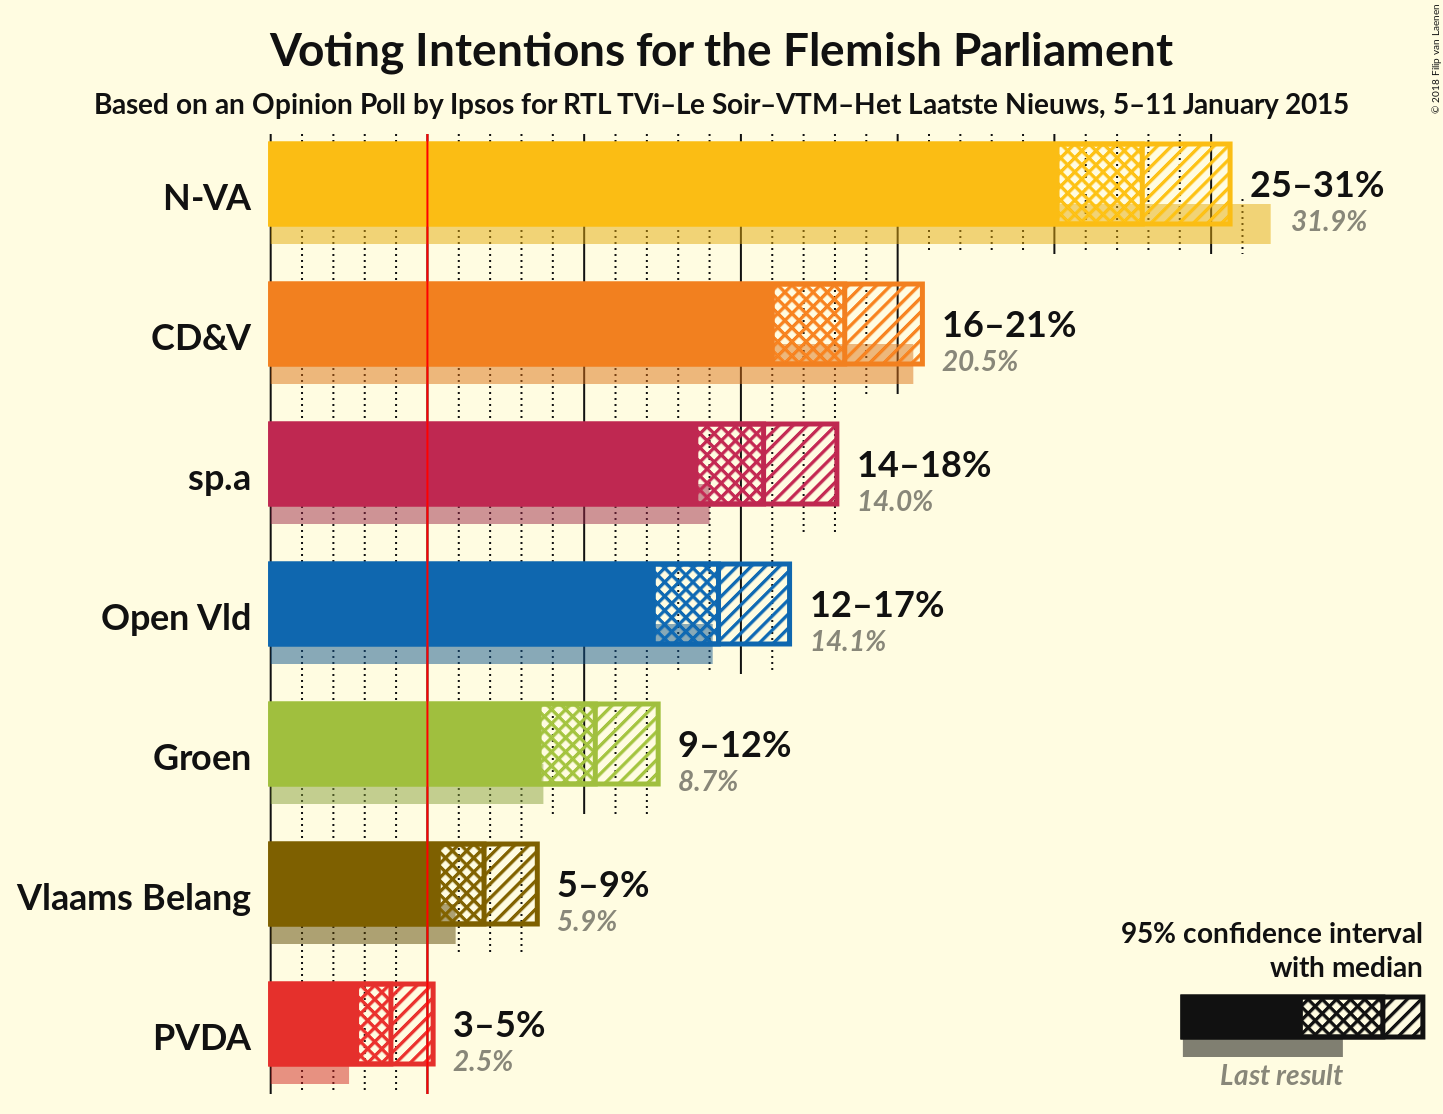 Voting Intentions for the Flemish Parliament
Based on an Opinion Poll by Ipsos for RTL TVi–Le Soir–VTM–Het Laatste Nieuws, 5–11 January 2015
© 2018 Filip van Laenen
N-VA
25–31%
31.9%
CD&V
16–21%
20.5%
sp.a
14–18%
14.0%
Open Vld
12–17%
14.1%
Groen
9–12%
8.7%
Vlaams Belang
5–9%
5.9%
PVDA
3–5%
2.5%
95% confidence interval
with median
Last result